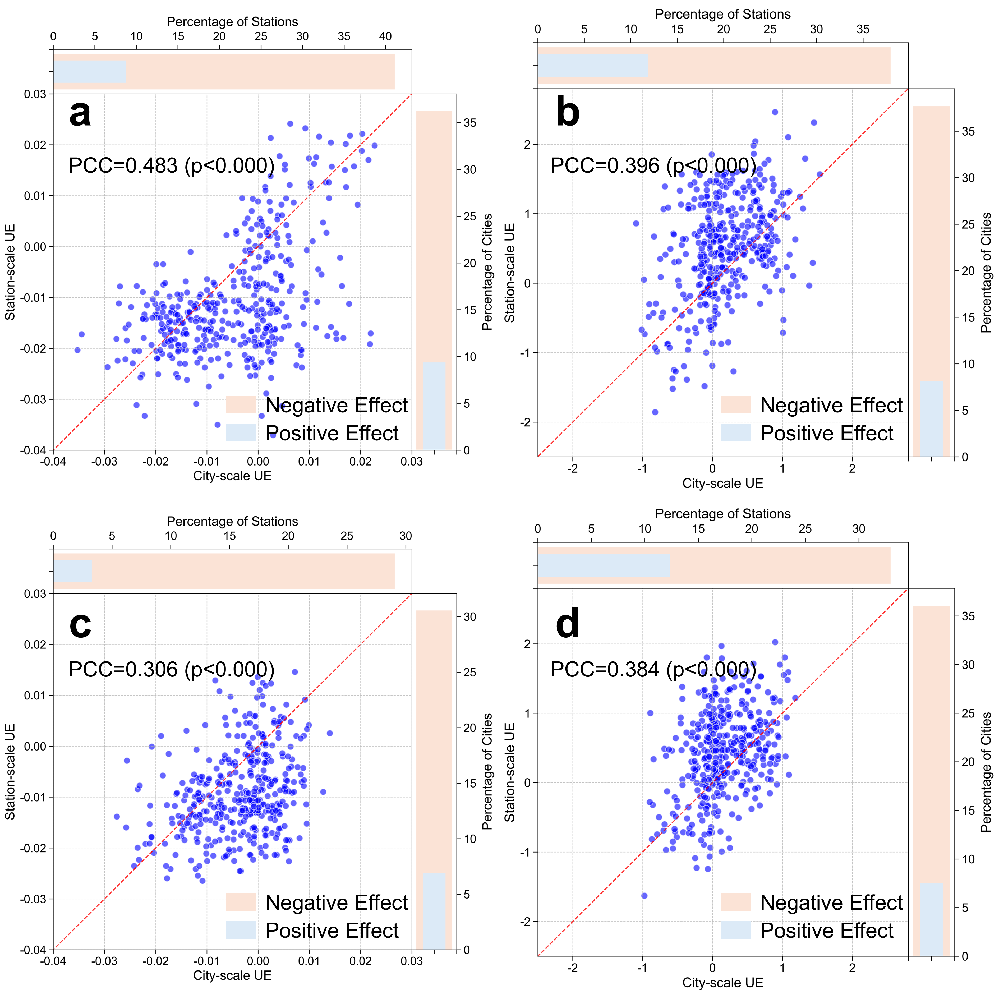 Percentage of Stations
0 5 10 15 20 25 30 35 40
a
PCC=0.483 (p<0.000)
0.03
0.02
0.01
0.00
-0.01
-0.02
-0.03
-0.04
Station-scale UE
35
30
25
20
15
10
5
0
Percentage of Cities
Negative Effect
Positive Effect
-0.04 -0.03 -0.02 -0.01 0.00 0.01 0.02 0.03
City-scale UE
Percentage of Stations
0 5 10 15 20 25 30 35
b
PCC=0.396 (p<0.000)
2
1
0
-1
-2
Station-scale UE
35
30
25
20
15
10
5
0
Percentage of Cities
Negative Effect
Positive Effect
-2 -1 0 1 2
City-scale UE
Percentage of Stations
0 5 10 15 20 25 30
c
PCC=0.306 (p<0.000)
0.03
0.02
0.01
0.00
-0.01
-0.02
-0.03
-0.04
Station-scale UE
30
25
20
15
10
5
0
Percentage of Cities
Negative Effect
Positive Effect
-0.04 -0.03 -0.02 -0.01 0.00 0.01 0.02 0.03
City-scale UE
Percentage of Stations
0 5 10 15 20 25 30
d
PCC=0.384 (p<0.000)
2
1
0
-1
-2
Station-scale UE
35
30
25
20
15
10
5
0
Percentage of Cities
Negative Effect
Positive Effect
-2 -1 0 1 2
City-scale UE